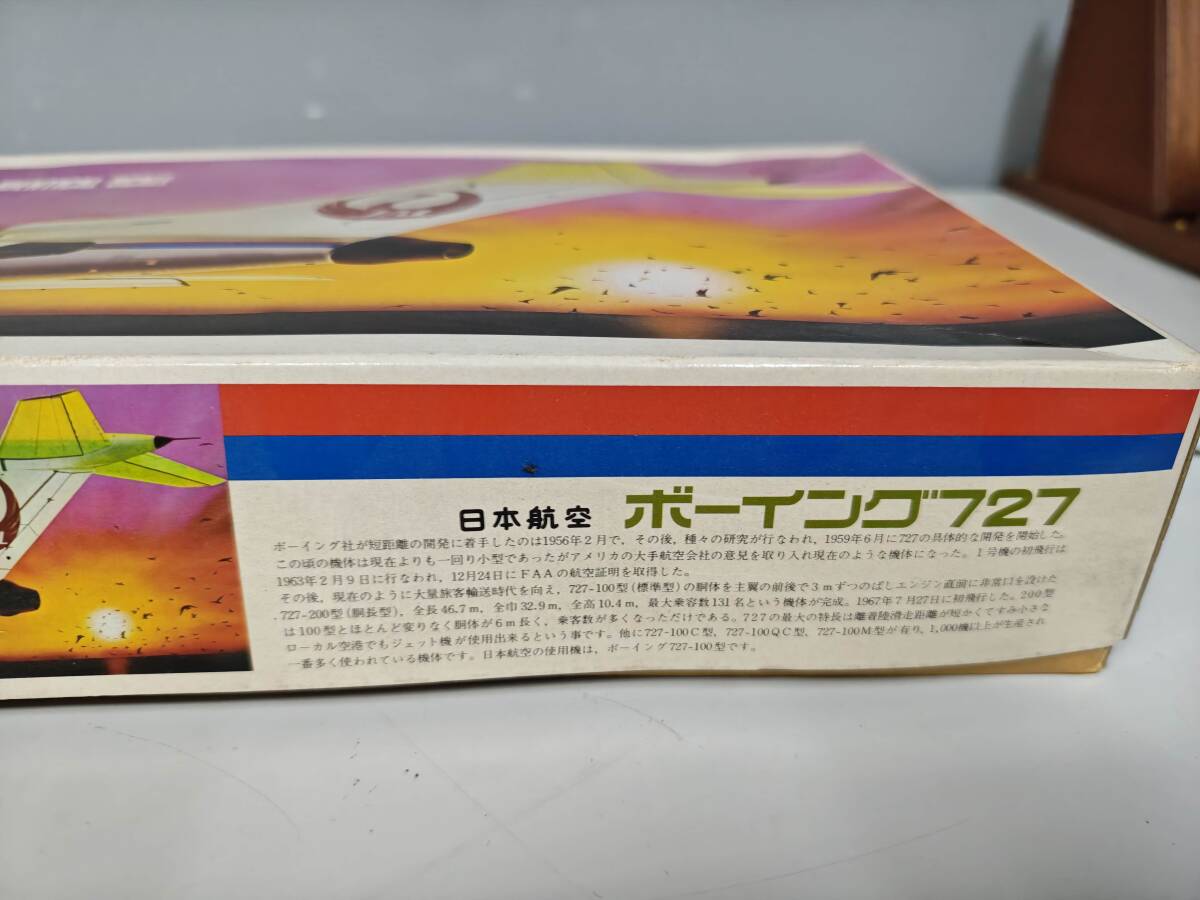 日本航空 ボーイング727
ボーイング社が短距離の開発に着手したのは1956年2月で，その後，種々の研究が行なわれ，1959年6月に727の具体的な開発を開始した。
この頃の機体は現在よりも一回り小型であったがアメリカの大手航空会社の意見を取り入れ現在のような機体になった。1号機の初飛行は
1963年2月9日に行なわれ，12月24日にFAAの航空証明を取得した。
その後，現在のように大量旅客輸送時代を向え，727-100型(標準型)の胴体を主翼の前後で3mずつのばしエンジン直前に非常口を設けた
727-200型(胴長型)，全長46.7m，全巾32.9m，全高10.4m，最大乗客数131名という機体が完成。1967年7月27日に初飛行した。200型
は100型とほとんど変りなく胴体が6m長く，乗客数が多くなっただけである。727の最大の特長は離着陸滑走距離が短かくてすみ小さな
ローカル空港でもジェット機が使用出来るという事です。他に727-100C型，727-100QC型，727-100M型が有り，1,000機以上が生産され
一番多く使われている機体です。日本航空の使用機は，ボーイング727-100型です。